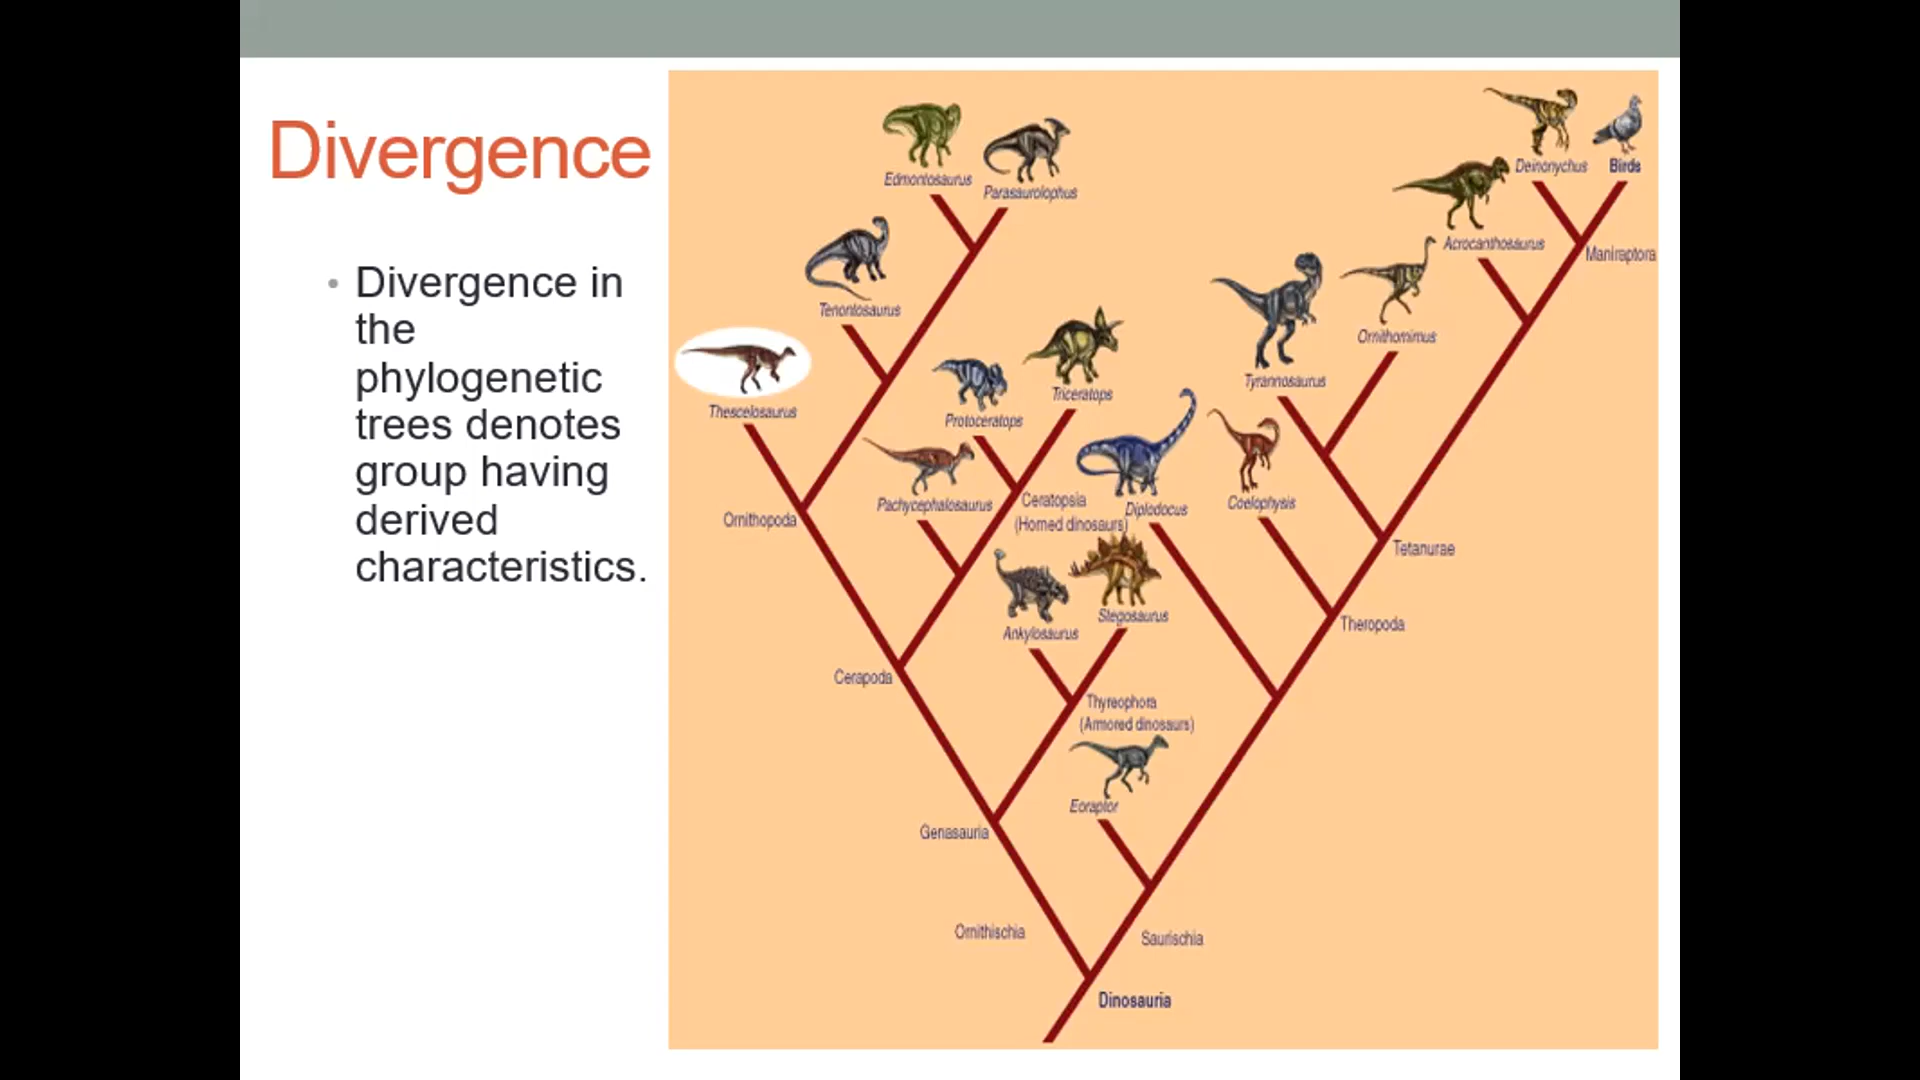 Divergence
• Divergence in
the
phylogenetic
trees denotes
group having
derived
characteristics.
Edmontosaurus
Parasaurolophus
Deinonychus
Birds
Acrocanthosaurus
Maniraptora
Tenontosaurus
Ornithomimus
Tyrannosaurus
Thescelosaurus
Triceratops
Protoceratops
Pachycephalosaurus
Ceratopsia
(Horned dinosaurs)
Diplodocus
Coelophysis
Ornithopoda
Tetanurae
Stegosaurus
Ankylosaurus
Theropoda
Cerapoda
Thyreophora
(Armored dinosaurs)
Eoraptor
Genasauria
Ornithischia
Saurischia
Dinosauria